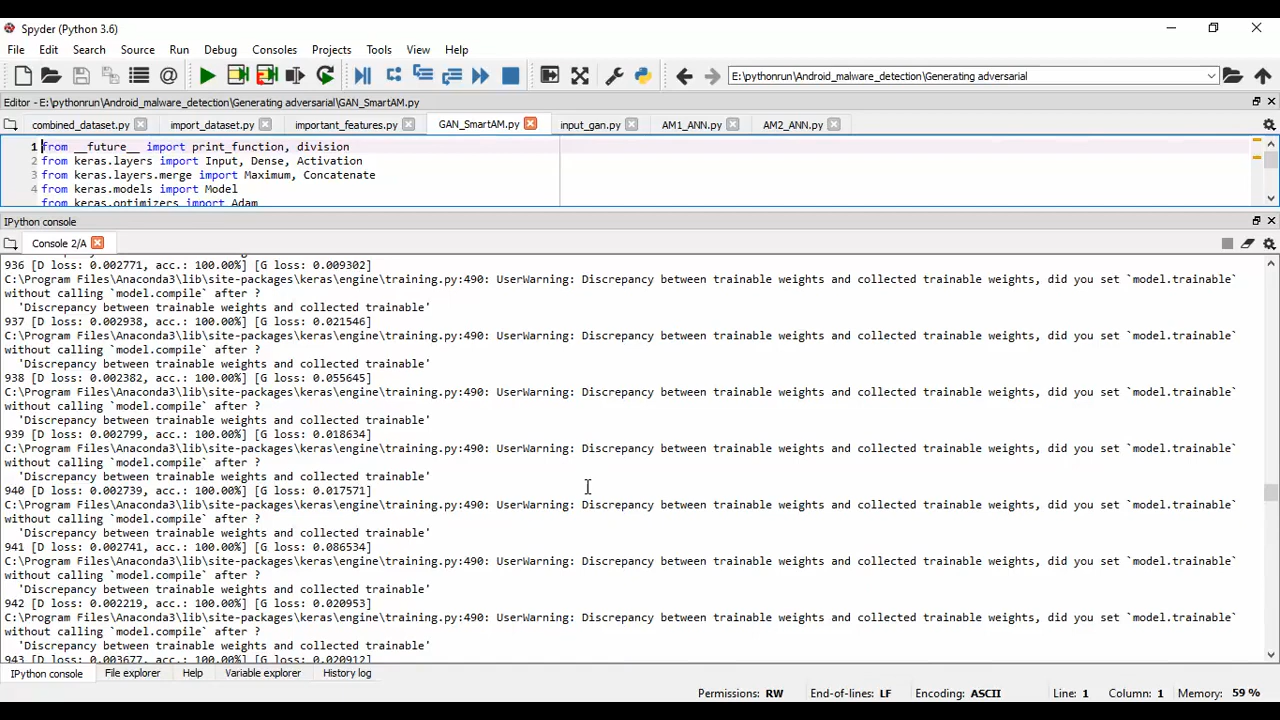 Spyder (Python 3.6)
File Edit Search Source Run Debug Consoles Projects Tools View Help
E:\pythonrun\Android_malware_detection\Generating adversarial
Editor - E:\pythonrun\Android_malware_detection\Generating adversarial\GAN_SmartAM.py
combined_dataset.py import_dataset.py important_features.py GAN_SmartAM.py input_gan.py AM1_ANN.py AM2_ANN.py
1 from __future__ import print_function, division
2 from keras.layers import Input, Dense, Activation
3 from keras.layers.merge import Maximum, Concatenate
4 from keras.models import Model
from keras.optimizers import Adam
IPython console
Console 2/A
936 [D loss: 0.002771, acc.: 100.00%] [G loss: 0.009302]
C:\Program Files\Anaconda3\lib\site-packages\keras\engine\training.py:490: UserWarning: Discrepancy between trainable weights and collected trainable weights, did you set `model.trainable`
without calling `model.compile` after ?
'Discrepancy between trainable weights and collected trainable'
937 [D loss: 0.002938, acc.: 100.00%] [G loss: 0.021546]
C:\Program Files\Anaconda3\lib\site-packages\keras\engine\training.py:490: UserWarning: Discrepancy between trainable weights and collected trainable weights, did you set `model.trainable`
without calling `model.compile` after ?
'Discrepancy between trainable weights and collected trainable'
938 [D loss: 0.002382, acc.: 100.00%] [G loss: 0.055645]
C:\Program Files\Anaconda3\lib\site-packages\keras\engine\training.py:490: UserWarning: Discrepancy between trainable weights and collected trainable weights, did you set `model.trainable`
without calling `model.compile` after ?
'Discrepancy between trainable weights and collected trainable'
939 [D loss: 0.002799, acc.: 100.00%] [G loss: 0.018634]
C:\Program Files\Anaconda3\lib\site-packages\keras\engine\training.py:490: UserWarning: Discrepancy between trainable weights and collected trainable weights, did you set `model.trainable`
without calling `model.compile` after ?
'Discrepancy between trainable weights and collected trainable'
940 [D loss: 0.002739, acc.: 100.00%] [G loss: 0.017571]
C:\Program Files\Anaconda3\lib\site-packages\keras\engine\training.py:490: UserWarning: Discrepancy between trainable weights and collected trainable weights, did you set `model.trainable`
without calling `model.compile` after ?
'Discrepancy between trainable weights and collected trainable'
941 [D loss: 0.002741, acc.: 100.00%] [G loss: 0.086534]
C:\Program Files\Anaconda3\lib\site-packages\keras\engine\training.py:490: UserWarning: Discrepancy between trainable weights and collected trainable weights, did you set `model.trainable`
without calling `model.compile` after ?
'Discrepancy between trainable weights and collected trainable'
942 [D loss: 0.002219, acc.: 100.00%] [G loss: 0.020953]
C:\Program Files\Anaconda3\lib\site-packages\keras\engine\training.py:490: UserWarning: Discrepancy between trainable weights and collected trainable weights, did you set `model.trainable`
without calling `model.compile` after ?
'Discrepancy between trainable weights and collected trainable'
943 [D loss: 0.003677, acc.: 100.00%] [G loss: 0.020912]
IPython console File explorer Help Variable explorer History log
Permissions: RW End-of-lines: LF Encoding: ASCII Line: 1 Column: 1 Memory: 59 %